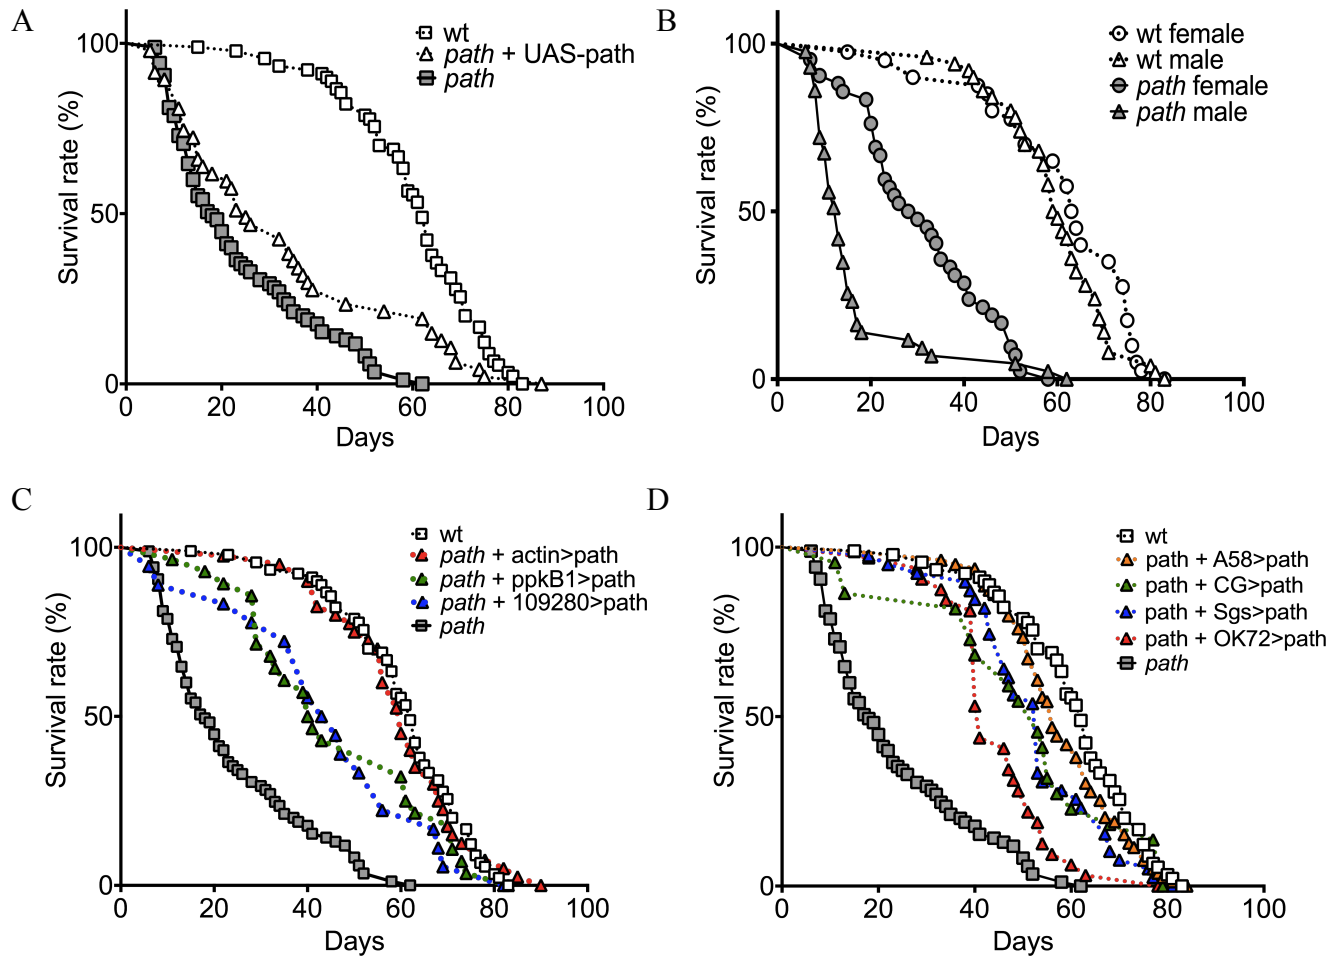 A
Survival rate (%)
100
50
0
0 20 40 60 80 100
Days
wt
path + UAS-path
path
B
Survival rate (%)
100
50
0
0 20 40 60 80 100
Days
wt female
wt male
path female
path male
C
Survival rate (%)
100
50
0
0 20 40 60 80 100
Days
wt
path + actin>path
path + ppkB1>path
path + 109280>path
path
D
Survival rate (%)
100
50
0
0 20 40 60 80 100
Days
wt
path + A58>path
path + CG>path
path + Sgs>path
path + OK72>path
path